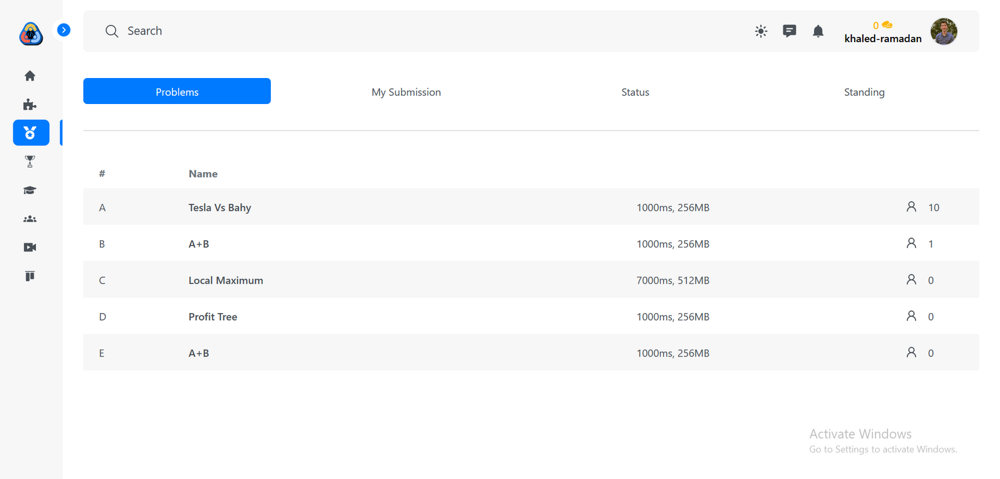 Search
0
khaled-ramadan
Problems My Submission Status Standing
# Name
A Tesla Vs Bahy 1000ms, 256MB 10
B A+B 1000ms, 256MB 1
C Local Maximum 7000ms, 512MB 0
D Profit Tree 1000ms, 256MB 0
E A+B 1000ms, 256MB 0
Activate Windows
Go to Settings to activate Windows.